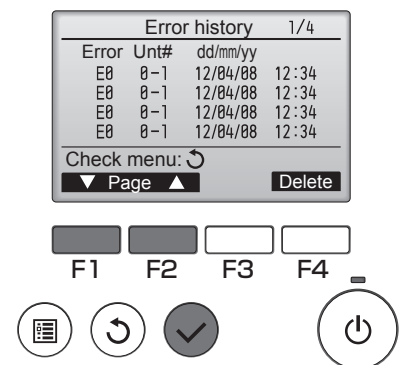 Error history 1/4
Error Unt# dd/mm/yy
E0 0-1 12/04/08 12:34
E0 0-1 12/04/08 12:34
E0 0-1 12/04/08 12:34
E0 0-1 12/04/08 12:34
Check menu:
▼ Page ▲ Delete
F1 F2 F3 F4